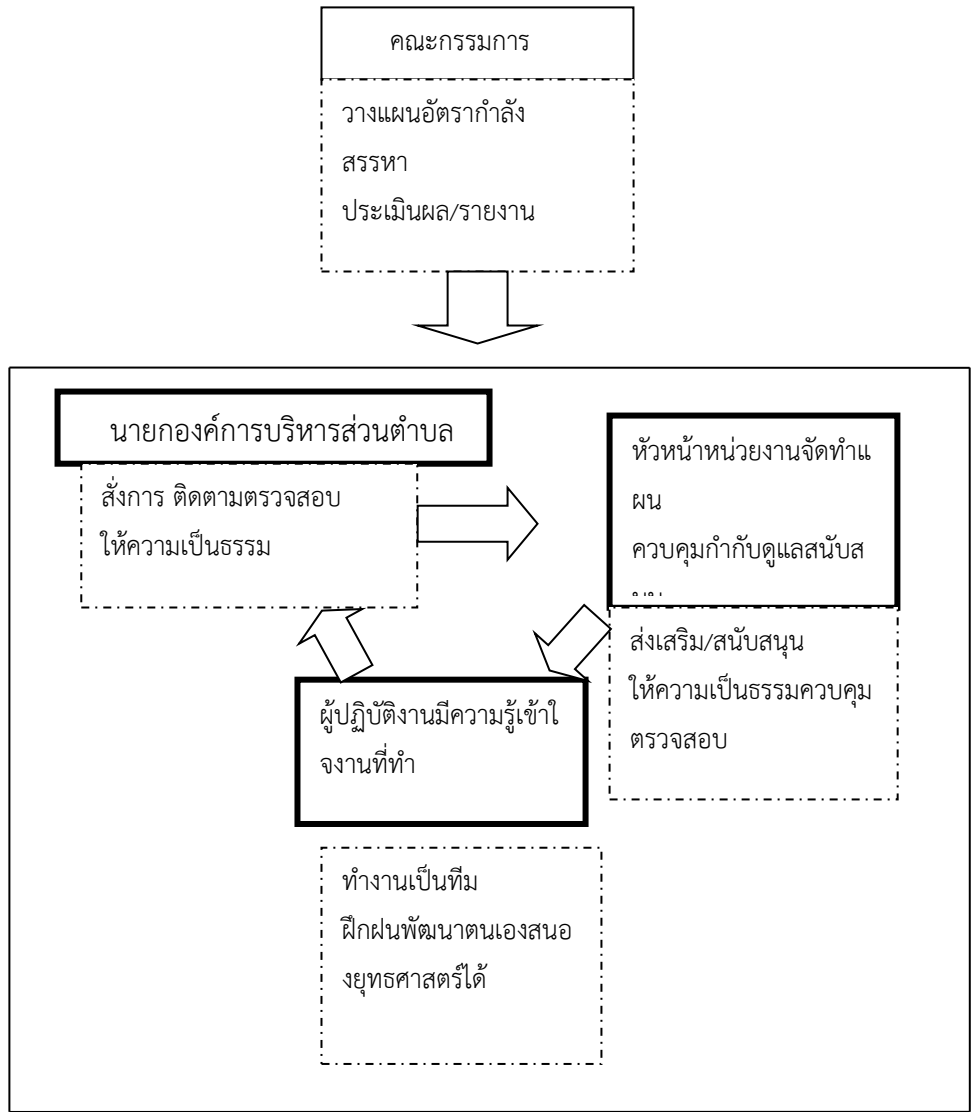 คณะกรรมการ
วางแผนอัตรากำลัง
สรรหา
ประเมินผล/รายงาน
นายกองค์การบริหารส่วนตำบล
สั่งการ ติดตามตรวจสอบ
ให้ความเป็นธรรม
หัวหน้าหน่วยงานจัดทำแ
ผน
ควบคุมกำกับดูแลสนับส
ส่งเสริม/สนับสนุน
ให้ความเป็นธรรมควบคุม
ตรวจสอบ
ผู้ปฏิบัติงานมีความรู้เข้าใ
จงานที่ทำ
ทำงานเป็นทีม
ฝึกฝนพัฒนาตนเองสนอ
งยุทธศาสตร์ได้